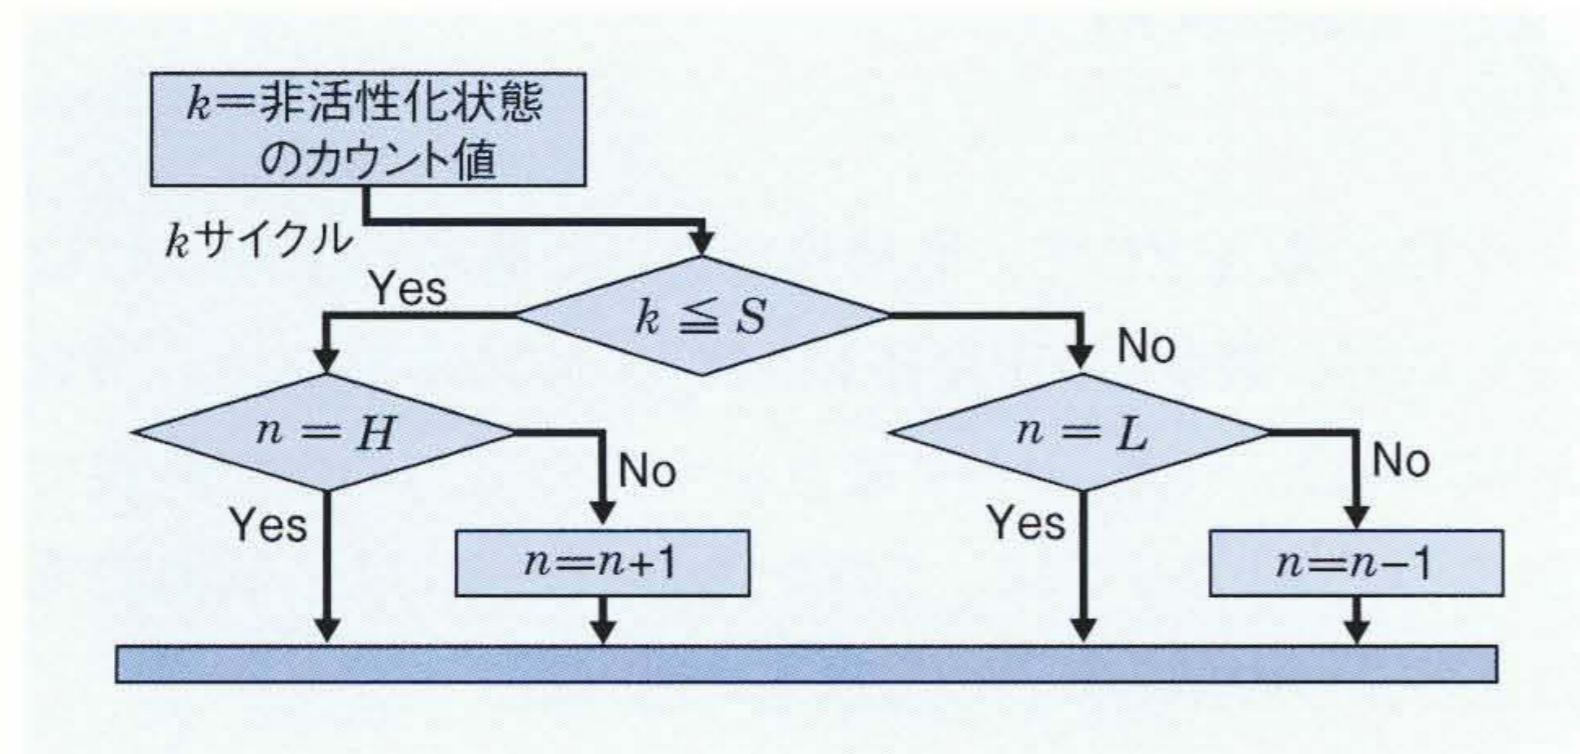 k=非活性化状態
のカウント値
kサイクル
Yes
k ≦ S
No
n = H
No
Yes
n=n+1
n = L
No
Yes
n=n−1